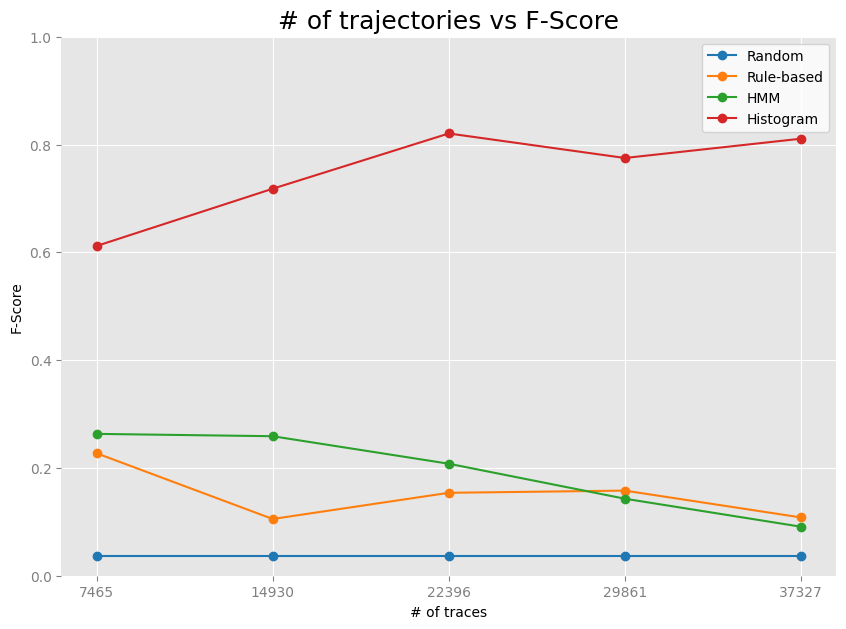 # of trajectories vs F-Score
1.0
0.8
0.6
0.4
0.2
0.0
F-Score
Random
Rule-based
HMM
Histogram
7465 14930 22396 29861 37327
# of traces